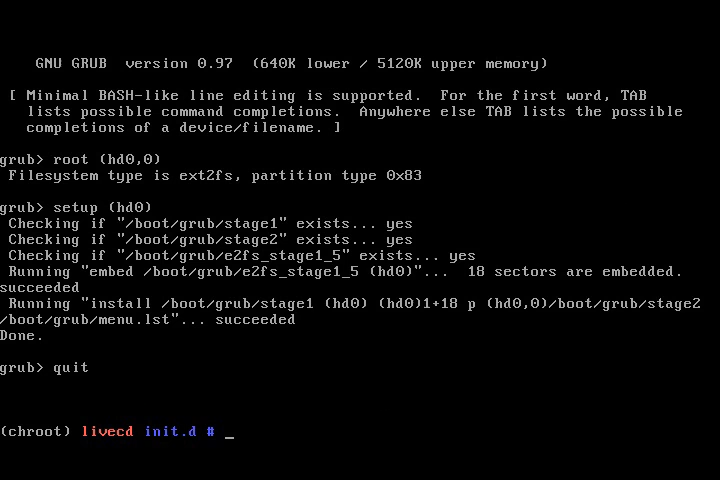 GNU GRUB  version 0.97  (640K lower / 5120K upper memory)
[ Minimal BASH-like line editing is supported.  For the first word, TAB
lists possible command completions.  Anywhere else TAB lists the possible
completions of a device/filename. ]
grub> root (hd0,0)
Filesystem type is ext2fs, partition type 0x83
grub> setup (hd0)
Checking if "/boot/grub/stage1" exists... yes
Checking if "/boot/grub/stage2" exists... yes
Checking if "/boot/grub/e2fs_stage1_5" exists... yes
Running "embed /boot/grub/e2fs_stage1_5 (hd0)"...  18 sectors are embedded.
succeeded
Running "install /boot/grub/stage1 (hd0) (hd0)1+18 p (hd0,0)/boot/grub/stage2
/boot/grub/menu.lst"... succeeded
Done.
grub> quit
(chroot) livecd init.d # _